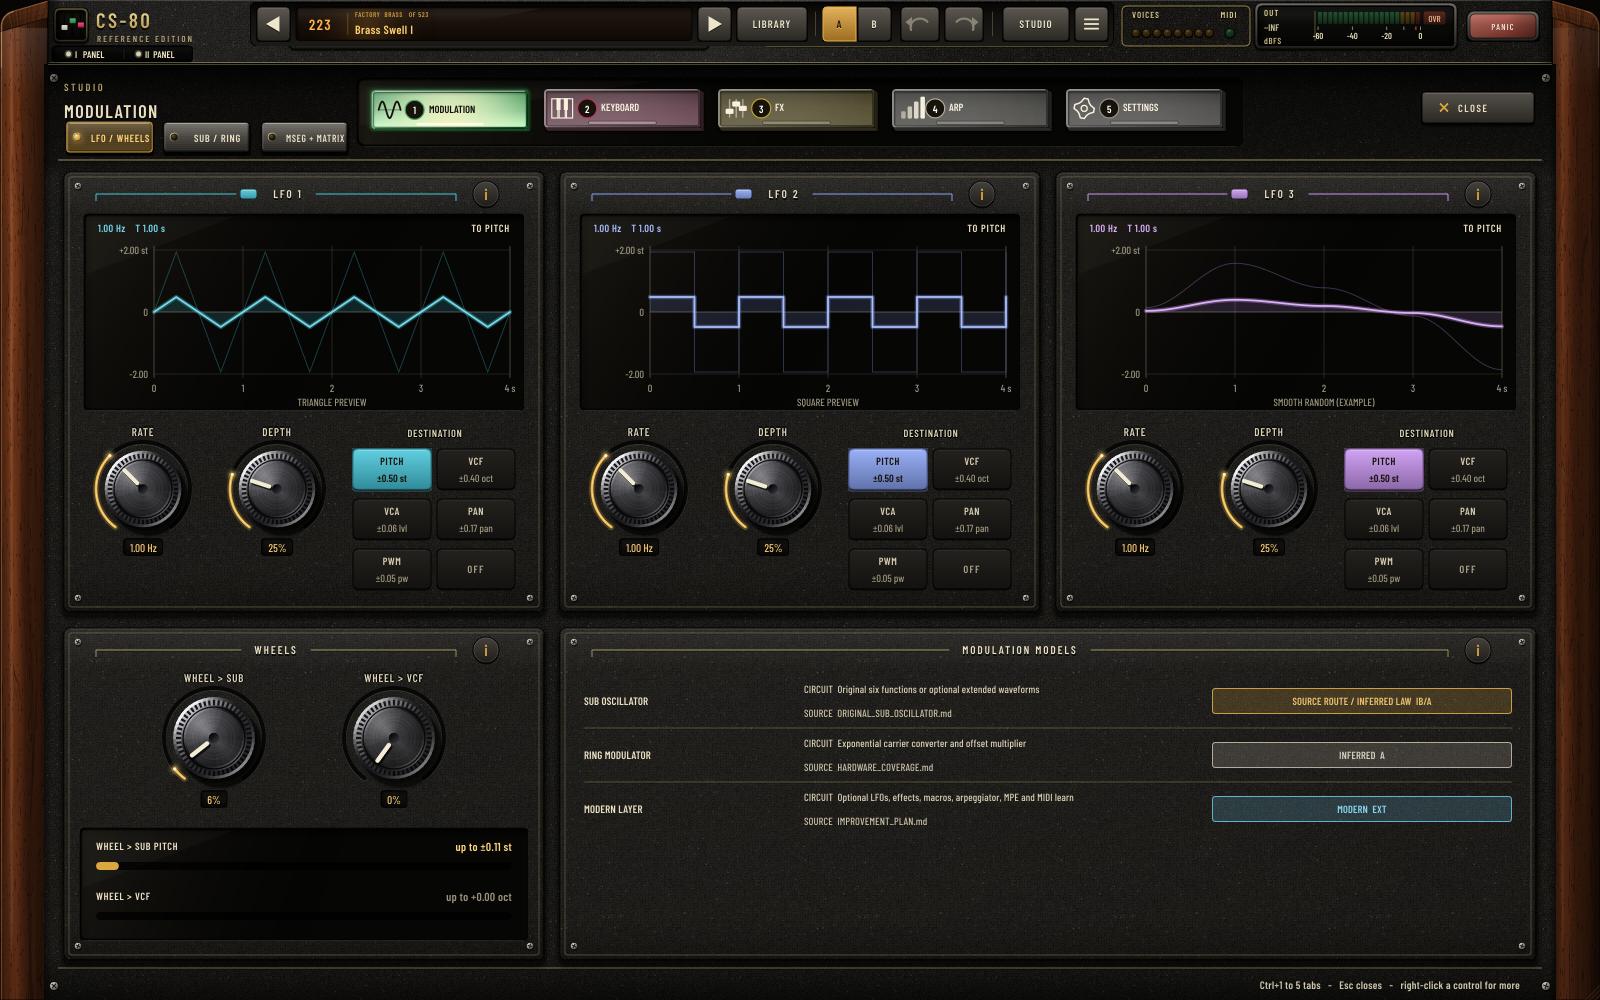 CS-80
REFERENCE EDITION
I PANEL
II PANEL
223
FACTORY BRASS OF 523
Brass Swell I
LIBRARY
A
B
STUDIO
VOICES
MIDI
OUT
-INF
dBFS
-60
-40
-20
0
OVR
PANIC
STUDIO
MODULATION
LFO / WHEELS
SUB / RING
MSEG + MATRIX
1
MODULATION
2
KEYBOARD
3
FX
4
ARP
5
SETTINGS
CLOSE
LFO 1
i
1.00 Hz
T 1.00 s
TO PITCH
+2.00 st
0
-2.00
0
1
2
3
4 s
TRIANGLE PREVIEW
RATE
DEPTH
DESTINATION
PITCH
±0.50 st
VCF
±0.40 oct
VCA
±0.06 lvl
PAN
±0.17 pan
PWM
±0.05 pw
OFF
1.00 Hz
25%
LFO 2
i
1.00 Hz
T 1.00 s
TO PITCH
+2.00 st
0
-2.00
0
1
2
3
4 s
SQUARE PREVIEW
RATE
DEPTH
DESTINATION
PITCH
±0.50 st
VCF
±0.40 oct
VCA
±0.06 lvl
PAN
±0.17 pan
PWM
±0.05 pw
OFF
1.00 Hz
25%
LFO 3
i
1.00 Hz
T 1.00 s
TO PITCH
+2.00 st
0
-2.00
0
1
2
3
4 s
SMOOTH RANDOM (EXAMPLE)
RATE
DEPTH
DESTINATION
PITCH
±0.50 st
VCF
±0.40 oct
VCA
±0.06 lvl
PAN
±0.17 pan
PWM
±0.05 pw
OFF
1.00 Hz
25%
WHEELS
i
WHEEL > SUB
WHEEL > VCF
6%
0%
WHEEL > SUB PITCH
up to ±0.11 st
WHEEL > VCF
up to +0.00 oct
MODULATION MODELS
i
SUB OSCILLATOR
CIRCUIT Original six functions or optional extended waveforms
SOURCE ORIGINAL_SUB_OSCILLATOR.md
SOURCE ROUTE / INFERRED LAW IB/A
RING MODULATOR
CIRCUIT Exponential carrier converter and offset multiplier
SOURCE HARDWARE_COVERAGE.md
INFERRED A
MODERN LAYER
CIRCUIT Optional LFOs, effects, macros, arpeggiator, MPE and MIDI learn
SOURCE IMPROVEMENT_PLAN.md
MODERN EXT
Ctrl+1 to 5 tabs - Esc closes - right-click a control for more